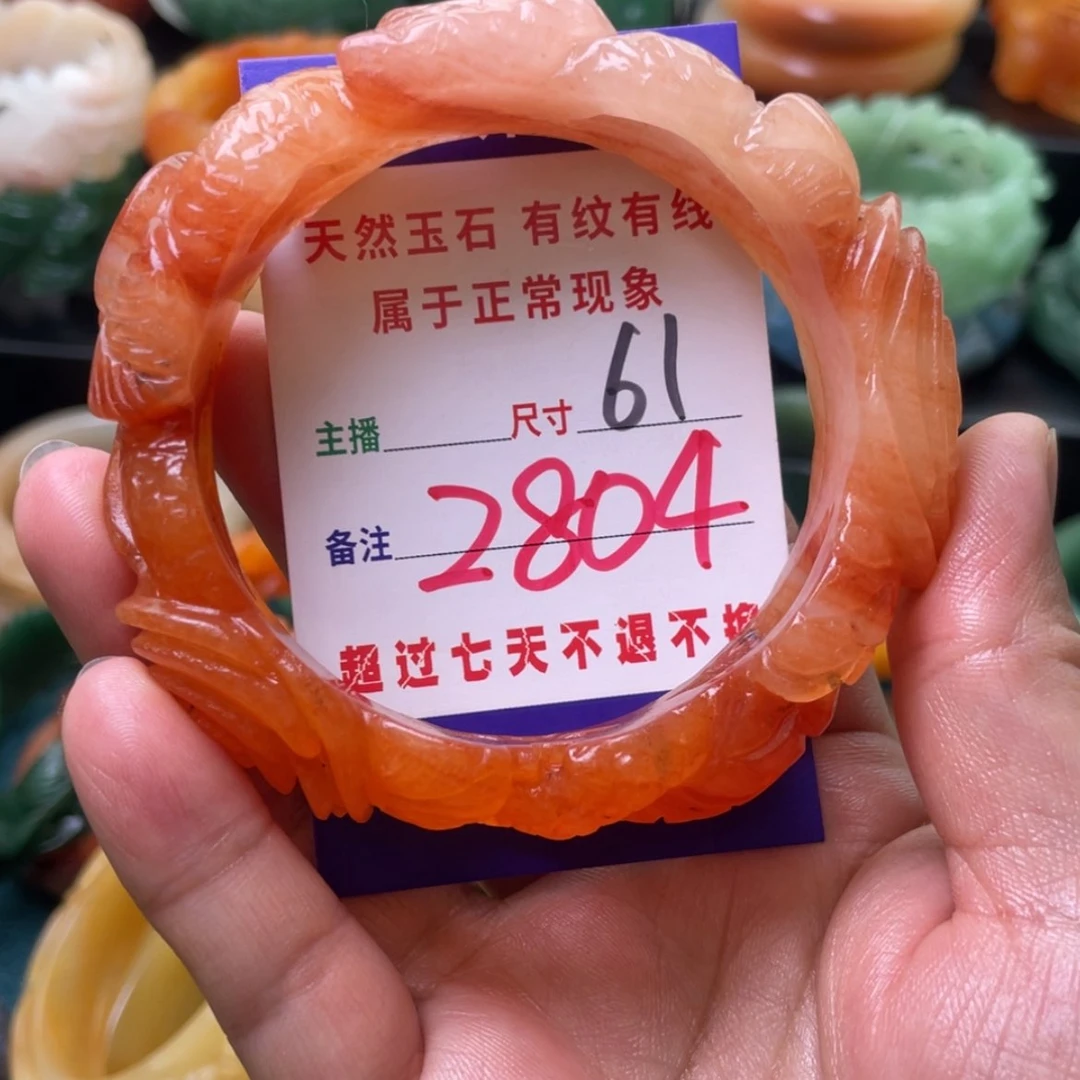 天然玉石 有纹有线
属于正常现象
主播 尺寸 61
备注 2804
超过七天不退不换